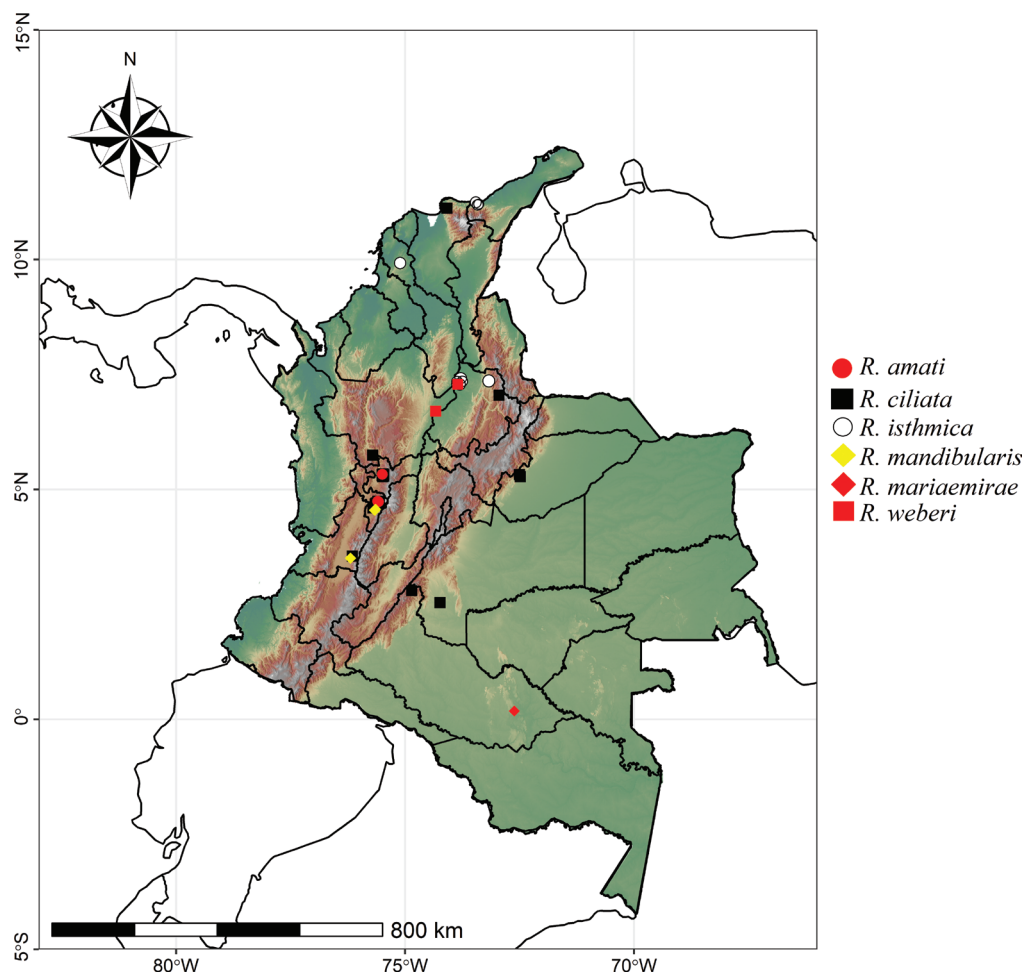 15°N
N
R. amati
R. ciliata
R. isthmica
R. mandibularis
R. mariaemirae
R. weberi
10°N
5°N
0°
800 km
5°S
80°W 75°W 70°W